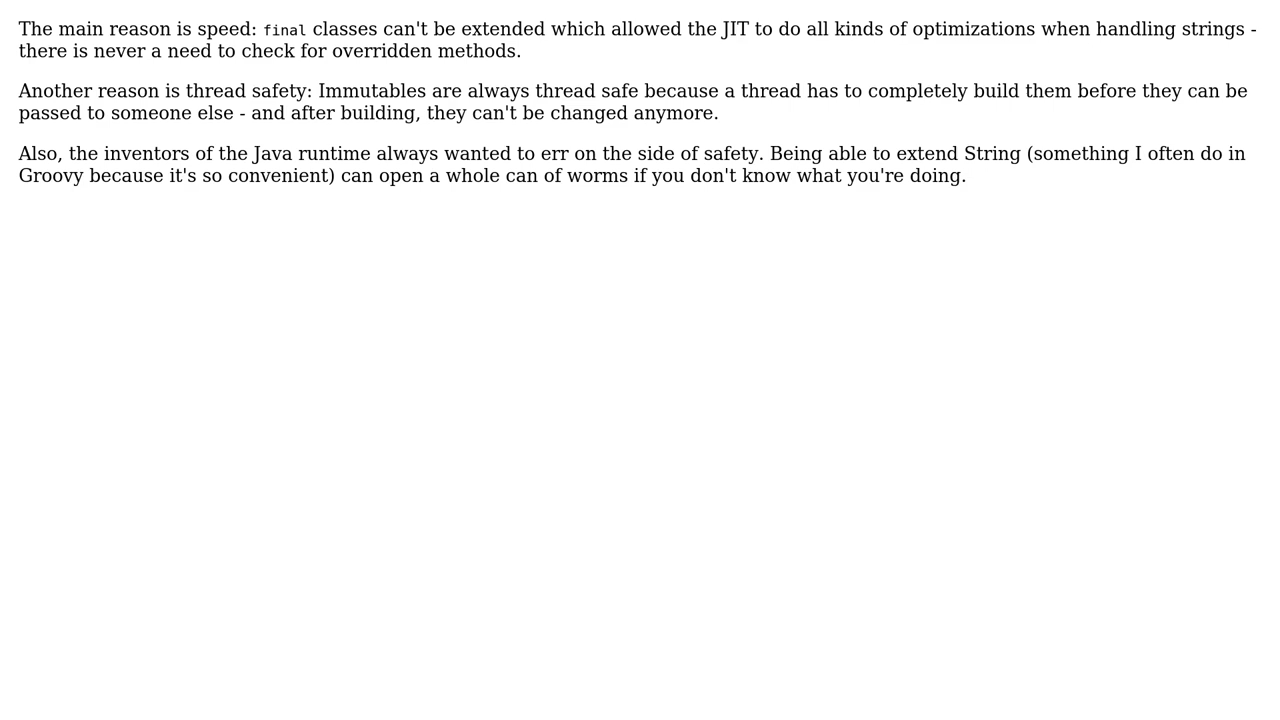 The main reason is speed: final classes can't be extended which allowed the JIT to do all kinds of optimizations when handling strings -
there is never a need to check for overridden methods.
Another reason is thread safety: Immutables are always thread safe because a thread has to completely build them before they can be
passed to someone else - and after building, they can't be changed anymore.
Also, the inventors of the Java runtime always wanted to err on the side of safety. Being able to extend String (something I often do in
Groovy because it's so convenient) can open a whole can of worms if you don't know what you're doing.